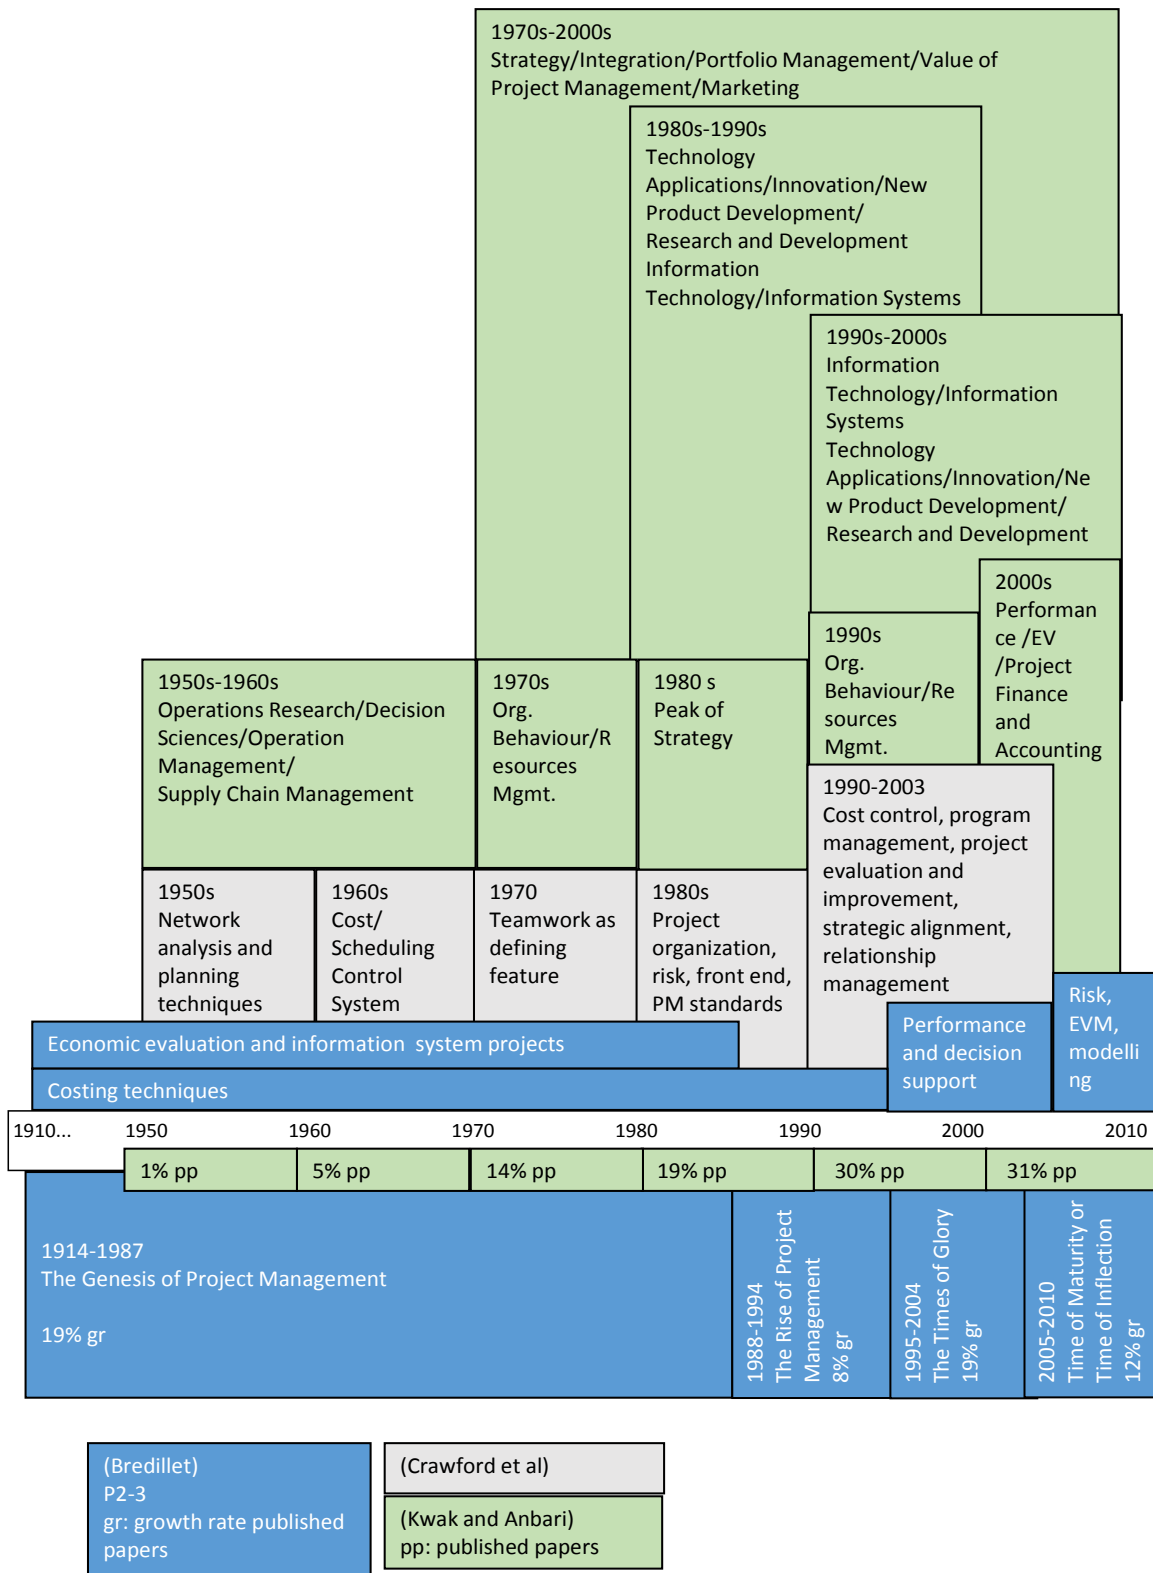 1970s-2000s
Strategy/Integration/Portfolio Management/Value of
Project Management/Marketing
1980s-1990s
Technology
Applications/Innovation/New
Product Development/
Research and Development
Information
Technology/Information Systems
1990s-2000s
Information
Technology/Information
Systems
Technology
Applications/Innovation/Ne
w Product Development/
Research and Development
2000s
Performan
ce /EV
/Project
Finance
and
Accounting
1950s-1960s
Operations Research/Decision
Sciences/Operation
Management/
Supply Chain Management
1970s
Org.
Behaviour/R
esources
Mgmt.
1980 s
Peak of
Strategy
1990s
Org.
Behaviour/Re
sources
Mgmt.
1950s
Network
analysis and
planning
techniques
1960s
Cost/
Scheduling
Control
System
1970
Teamwork as
defining
feature
1980s
Project
organization,
risk, front end,
PM standards
1990-2003
Cost control, program
management, project
evaluation and
improvement,
strategic alignment,
relationship
management
Economic evaluation and information system projects
Costing techniques
Performance
and decision
support
Risk,
EVM,
modelli
ng
1910... 1950 1960 1970 1980 1990 2000 2010
1% pp 5% pp 14% pp 19% pp 30% pp 31% pp
1914-1987
The Genesis of Project Management
19% gr
1988-1994
The Rise of Project
Management
8% gr
1995-2004
The Times of Glory
19% gr
2005-2010
Time of Maturity or
Time of Inflection
12% gr
(Bredillet)
P2-3
gr: growth rate published
papers
(Crawford et al)
(Kwak and Anbari)
pp: published papers